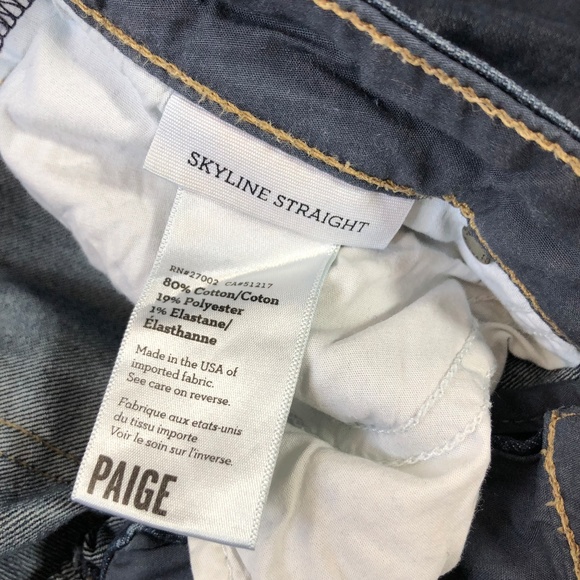 SKYLINE STRAIGHT
RN#27002 CA#51217
80% Cotton/Coton
19% Polyester
1% Elastane/
Élasthanne
Made in the USA of
imported fabric.
See care on reverse.
Fabrique aux etats-unis
du tissu importe
Voir le soin sur l'inverse.
PAIGE